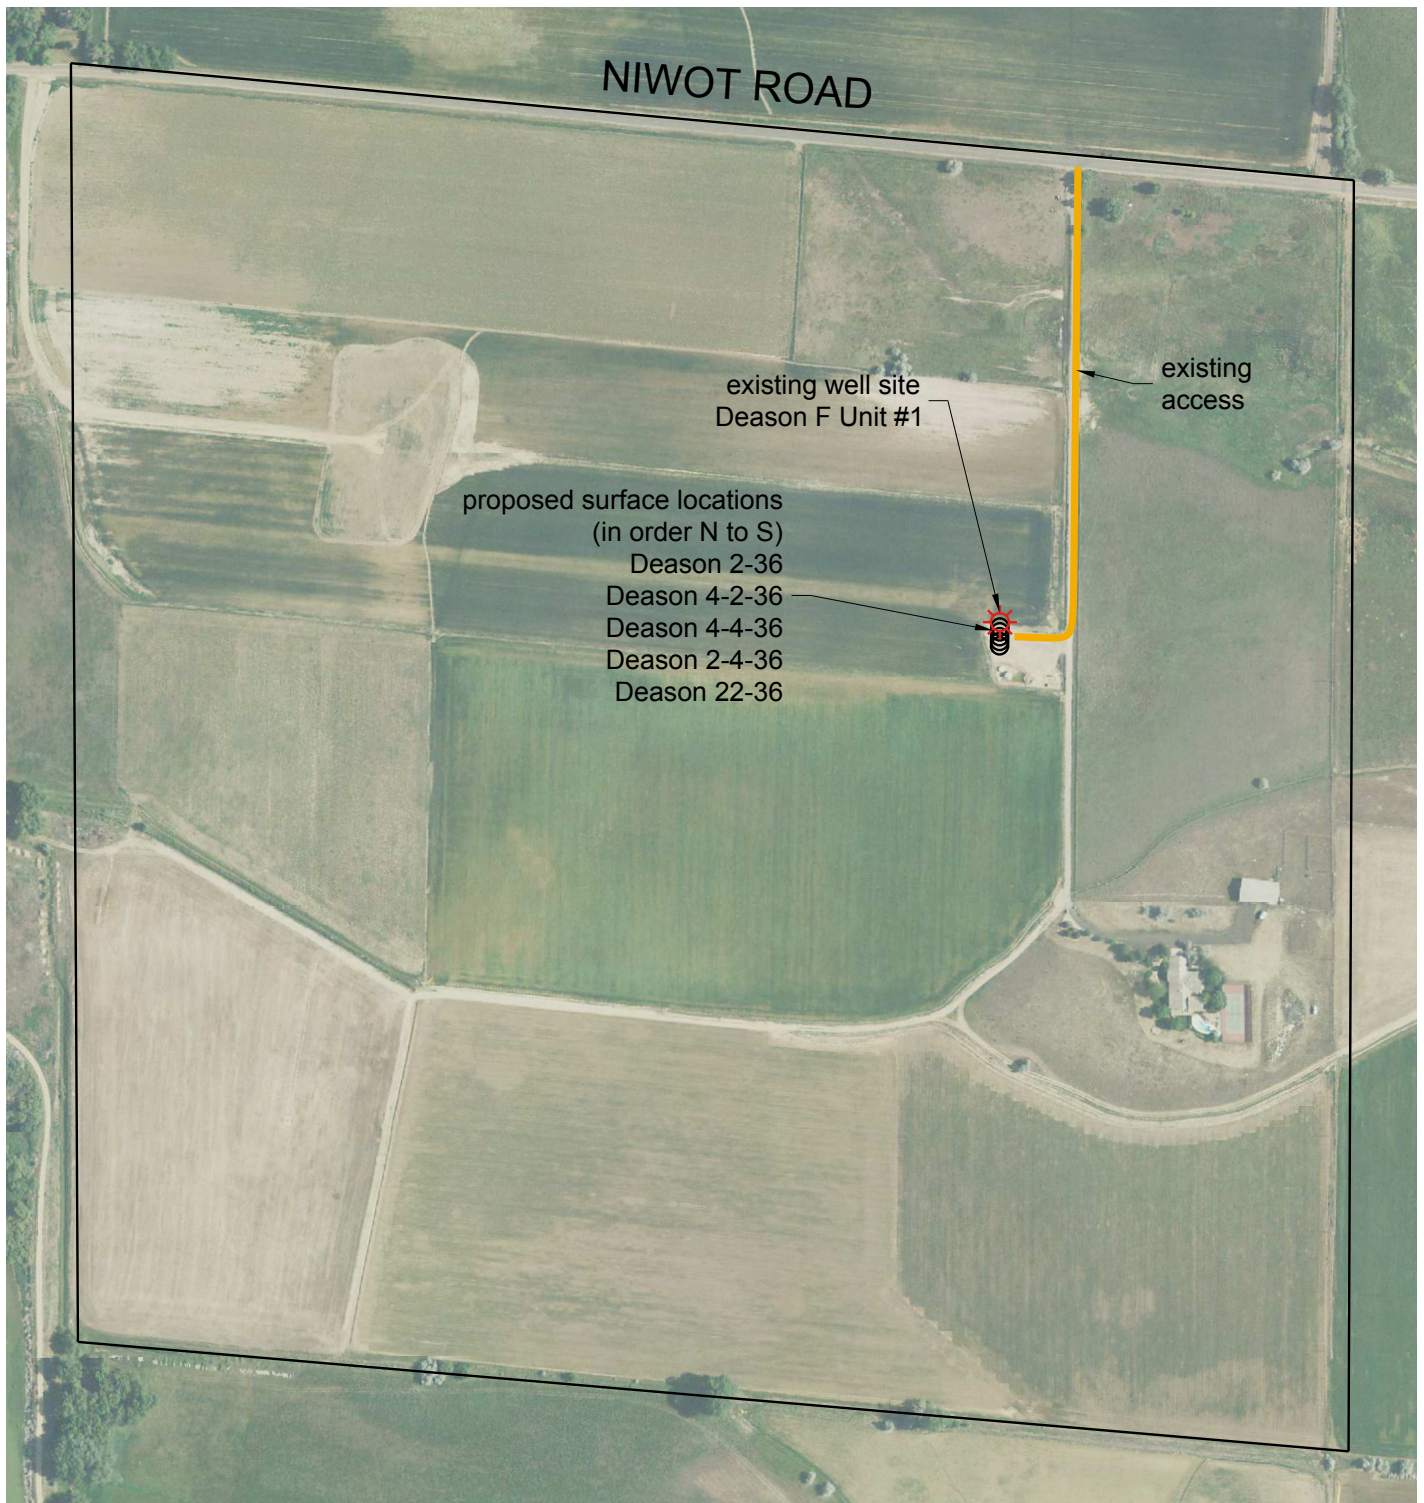 NIWOT ROAD
existing
access
existing well site
Deason F Unit #1
proposed surface locations
(in order N to S)
Deason 2-36
Deason 4-2-36
Deason 4-4-36
Deason 2-4-36
Deason 22-36